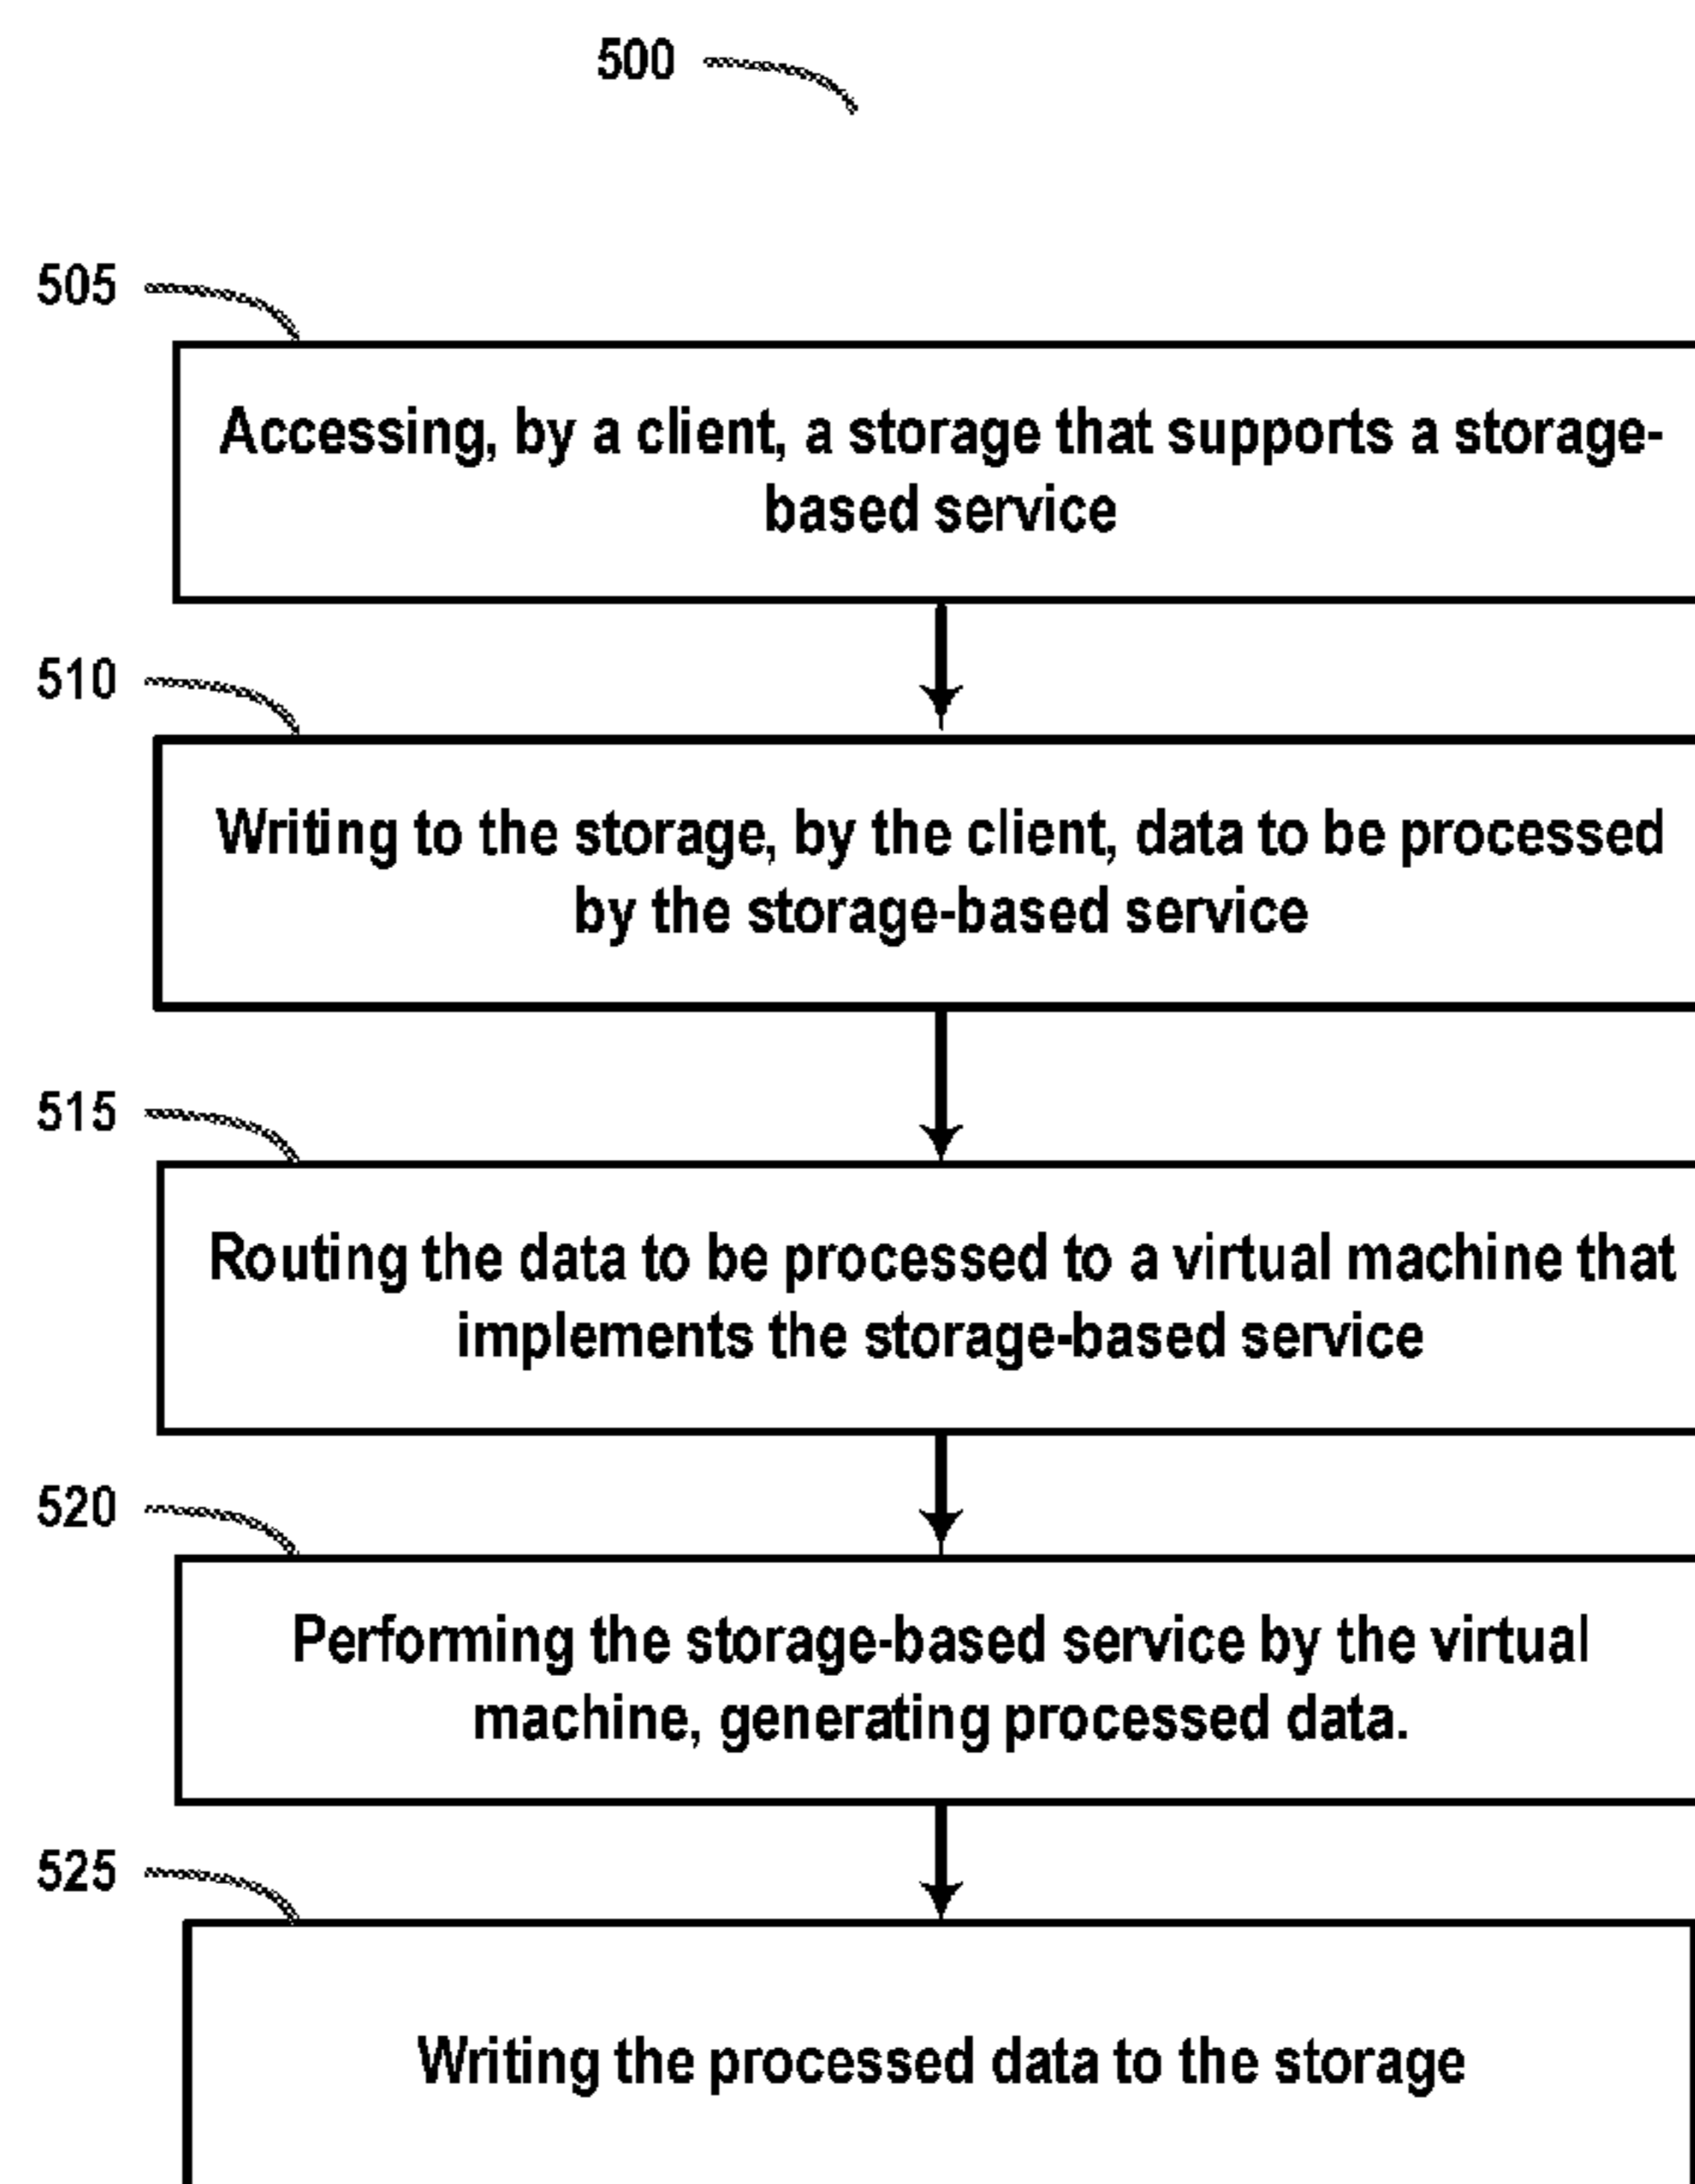 500
505
Accessing, by a client, a storage that supports a storage-
based service
510
Writing to the storage, by the client, data to be processed
by the storage-based service
515
Routing the data to be processed to a virtual machine that
implements the storage-based service
520
Performing the storage-based service by the virtual
machine, generating processed data.
525
Writing the processed data to the storage